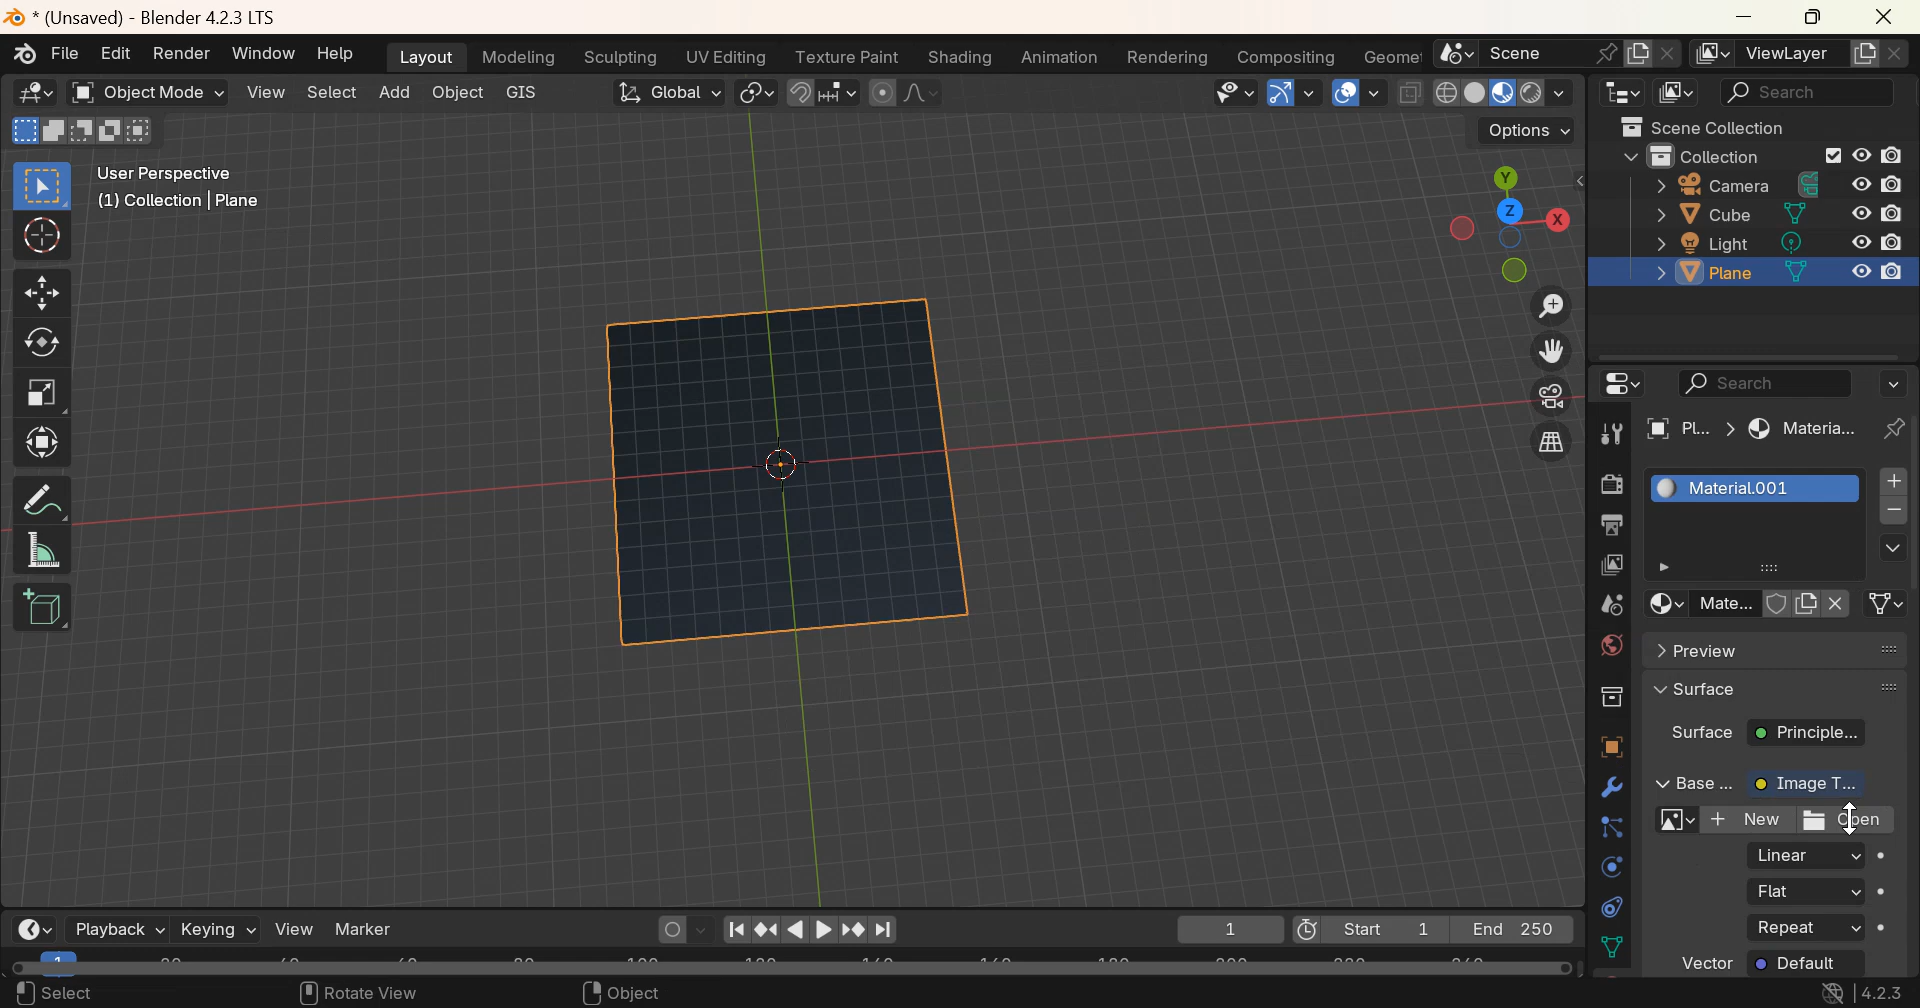 * (Unsaved) - Blender 4.2.3 LTS
File Edit Render Window Help Layout Modeling Sculpting UV Editing Texture Paint Shading Animation Rendering Compositing Geomet Scene ViewLayer
Object Mode View Select Add Object GIS Global
Search
Options
User Perspective
(1) Collection | Plane
Y
Z
X
Scene Collection
Collection
Camera
Cube
Light
Plane
Search
Pl... Materia...
Material.001
Mate...
Preview
Surface
Surface Principle...
Base ... Image T...
New Open
Linear
Flat
Repeat
Vector Default
Playback Keying View Marker 1 Start 1 End 250
1
Select Rotate View Object 4.2.3